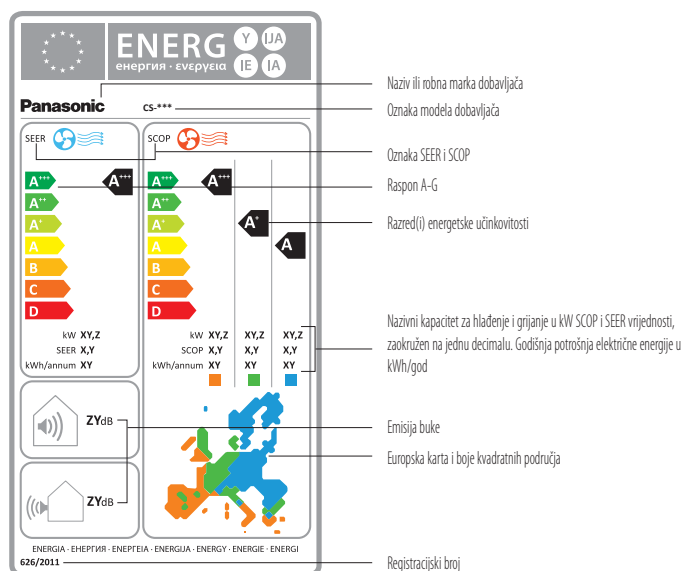 ENERG Y IJA
енергия · ενεργεια IE IA
Panasonic CS-***
SEER
SCOP
A+++ A+++
A++
A+
A
B
C
D
A+++ A+++
A++
A+ A+
A A
B
C
D
kW XY,Z
SEER X,Y
kWh/annum XY
kW XY,Z XY,Z XY,Z
SCOP X,Y X,Y X,Y
kWh/annum XY XY XY
ZYdB
ZYdB
ENERGIA · ЕНЕРГИЯ · ΕΝΕΡΓΕΙΑ · ENERGIJA · ENERGY · ENERGIE · ENERGI
626/2011
Naziv ili robna marka dobavljača
Oznaka modela dobavljača
Oznaka SEER i SCOP
Raspon A-G
Razred(i) energetske učinkovitosti
Nazivni kapacitet za hlađenje i grijanje u kW SCOP i SEER vrijednosti,
zaokružen na jednu decimalu. Godišnja potrošnja električne energije u
kWh/god
Emisija buke
Europska karta i boje kvadratnih područja
Registracijski broj